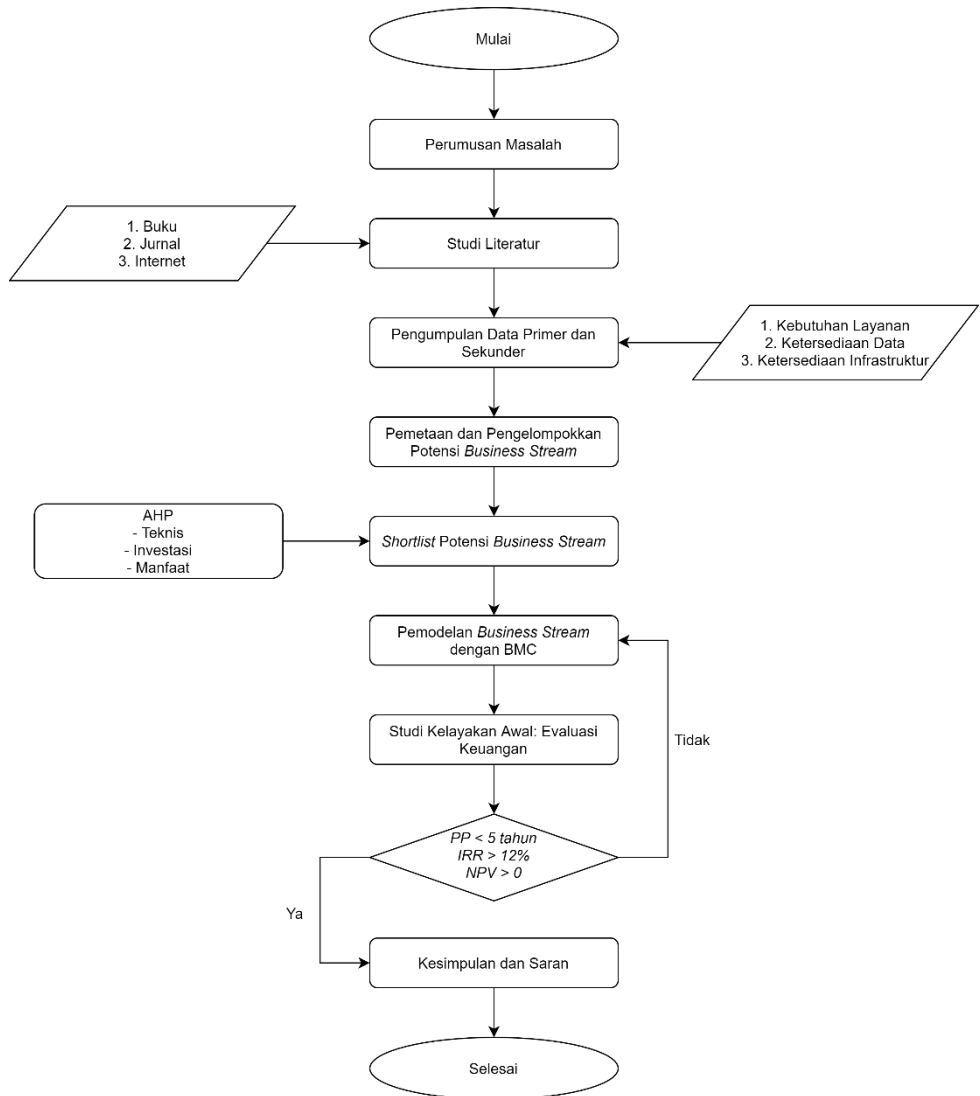 Mulai
Perumusan Masalah
1. Buku
2. Jurnal
3. Internet
Studi Literatur
Pengumpulan Data Primer dan
Sekunder
1. Kebutuhan Layanan
2. Ketersediaan Data
3. Ketersediaan Infrastruktur
Pemetaan dan Pengelompokkan
Potensi Business Stream
AHP
- Teknis
- Investasi
- Manfaat
Shortlist Potensi Business Stream
Pemodelan Business Stream
dengan BMC
Studi Kelayakan Awal: Evaluasi
Keuangan
Tidak
PP < 5 tahun
IRR > 12%
NPV > 0
Ya
Kesimpulan dan Saran
Selesai